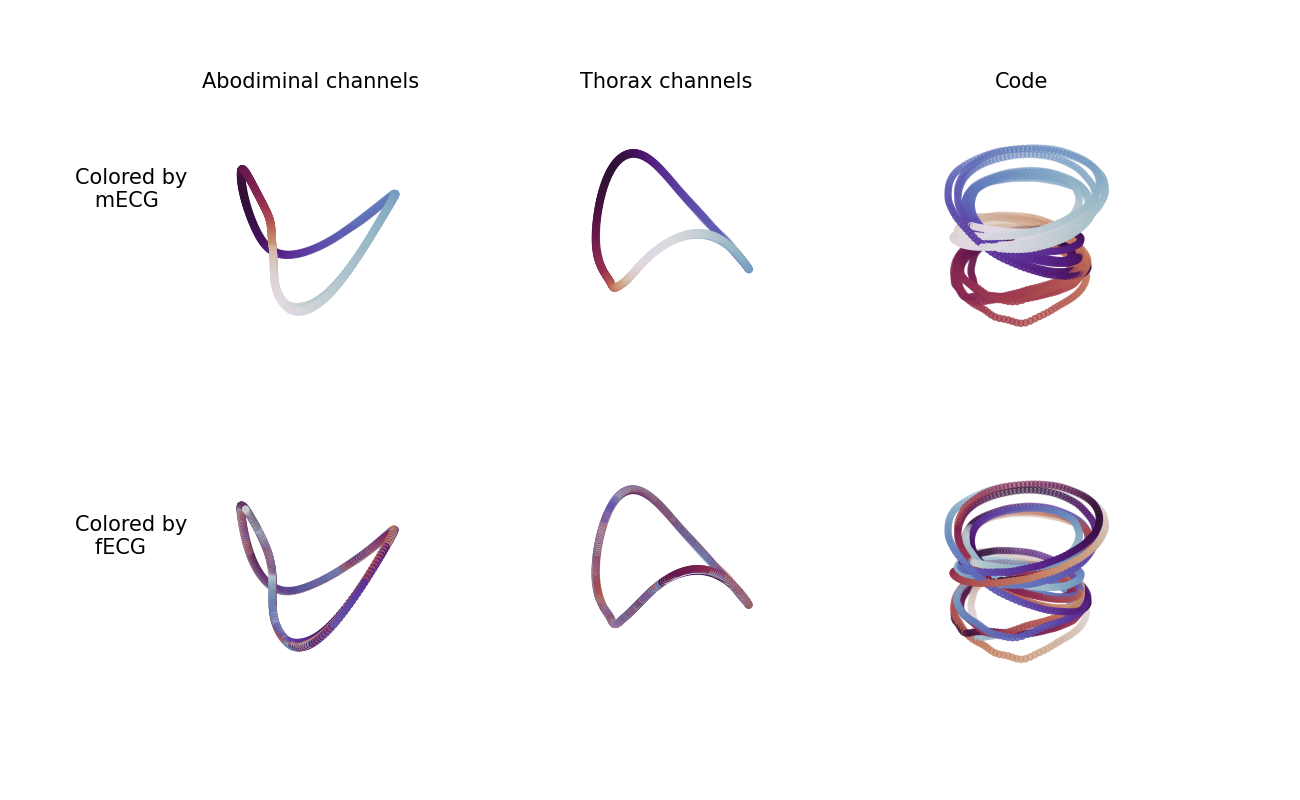 Abodiminal channels
Thorax channels
Code
Colored by
mECG
Colored by
fECG